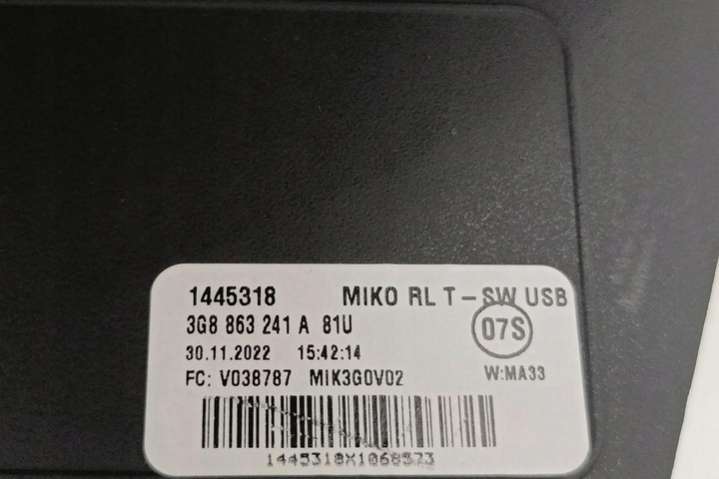 1445318 MIKO RL T-SW USB
3G8 863 241 A 81U
07S
30.11.2022 15:42:14
FC: V038787 MIK3G0V02 W:MA33
1445318X1068523